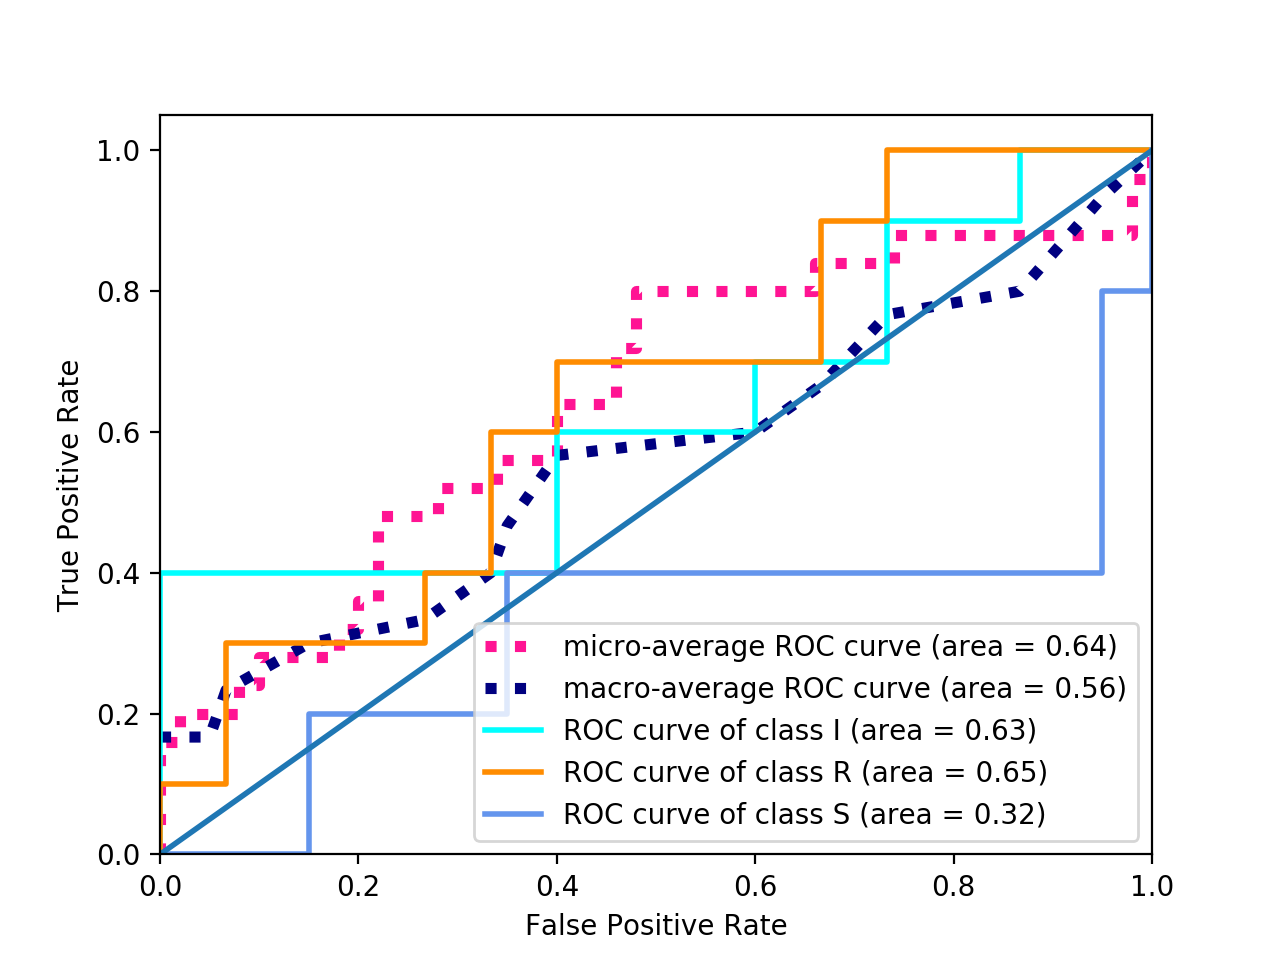 1.0
0.8
0.6
0.4
0.2
0.0
True Positive Rate
micro-average ROC curve (area = 0.64)
macro-average ROC curve (area = 0.56)
ROC curve of class I (area = 0.63)
ROC curve of class R (area = 0.65)
ROC curve of class S (area = 0.32)
0.0 0.2 0.4 0.6 0.8 1.0
False Positive Rate